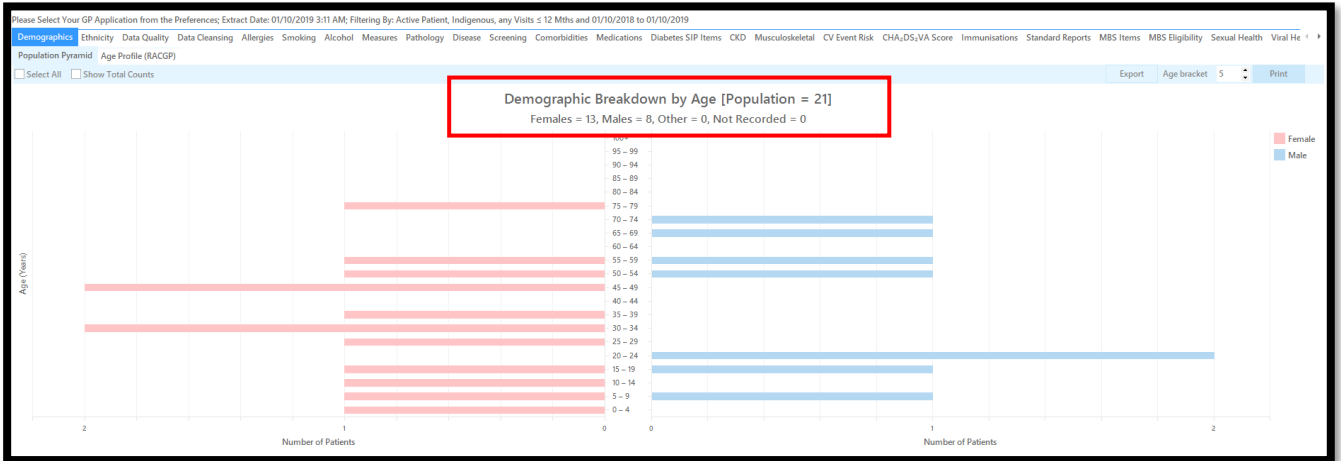 Please Select Your GP Application from the Preferences; Extract Date: 01/10/2019 3:11 AM; Filtering By: Active Patient, Indigenous, any Visits ≤ 12 Mths and 01/10/2018 to 01/10/2019
Demographics Ethnicity Data Quality Data Cleansing Allergies Smoking Alcohol Measures Pathology Disease Screening Comorbidities Medications Diabetes SIP Items CKD Musculoskeletal CV Event Risk CHA₂DS₂VA Score Immunisations Standard Reports MBS Items MBS Eligibility Sexual Health Viral He
Population Pyramid Age Profile (RACGP)
Select All Show Total Counts Export Age bracket 5 Print
Demographic Breakdown by Age [Population = 21]
Females = 13, Males = 8, Other = 0, Not Recorded = 0
Female
Male
95 – 99
90 – 94
85 – 89
80 – 84
75 – 79
70 – 74
65 – 69
60 – 64
55 – 59
50 – 54
45 – 49
40 – 44
35 – 39
30 – 34
25 – 29
20 – 24
15 – 19
10 – 14
5 – 9
0 – 4
Age (Years)
2 1 0 0 1 2
Number of Patients Number of Patients